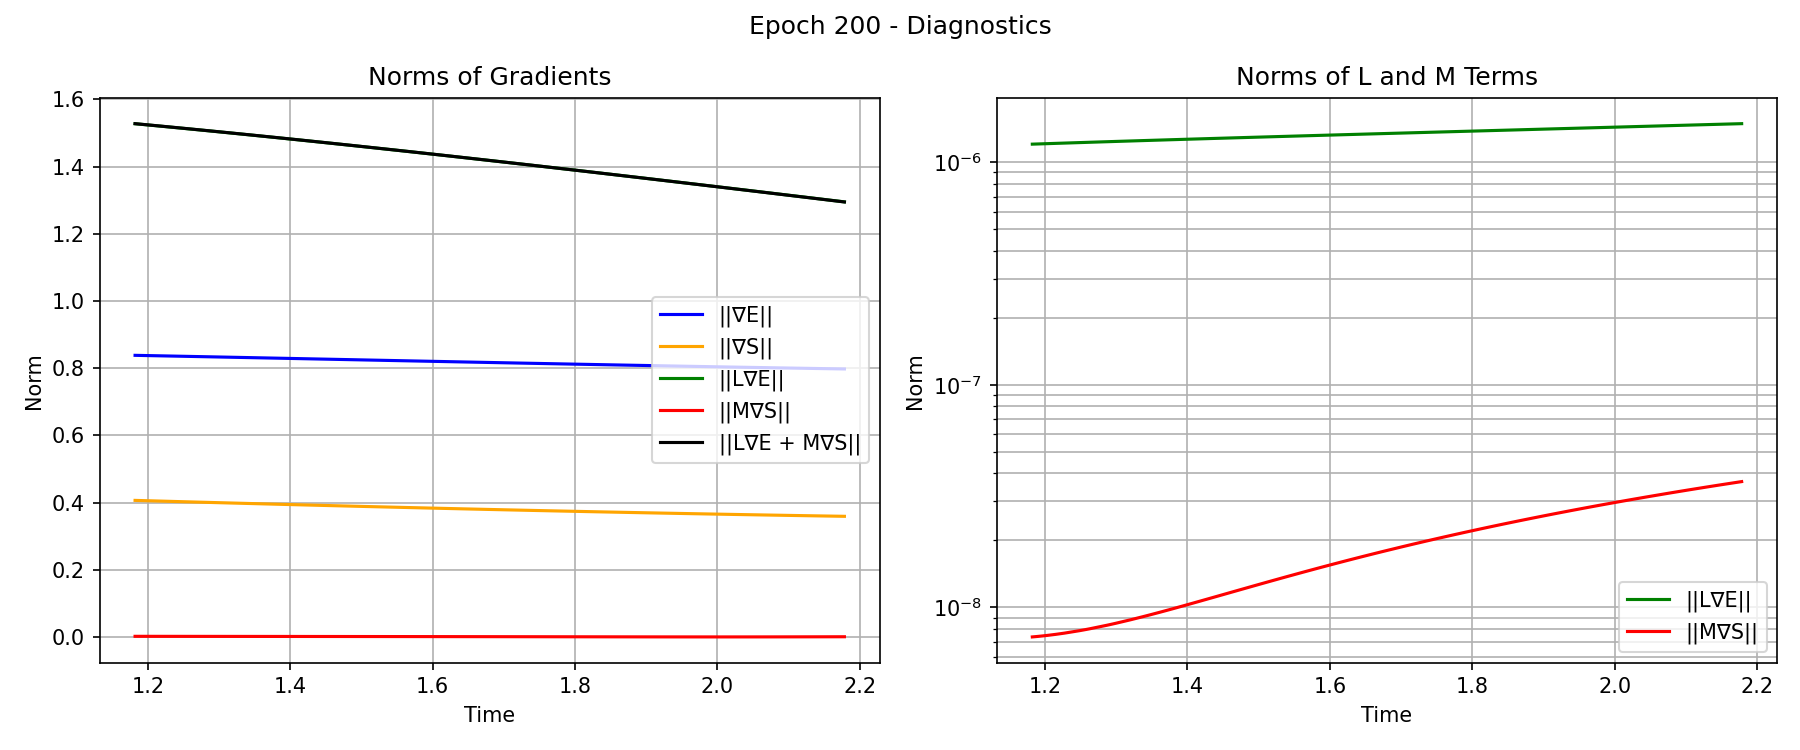 Epoch 200 - Diagnostics
Norms of Gradients
1.6
1.4
1.2
1.0
0.8
0.6
0.4
0.2
0.0
Norm
||∇E||
||∇S||
||L∇E||
||M∇S||
||L∇E + M∇S||
1.2
1.4
1.6
1.8
2.0
2.2
Time
Norms of L and M Terms
10⁻⁶
10⁻⁷
10⁻⁸
Norm
||L∇E||
||M∇S||
1.2
1.4
1.6
1.8
2.0
2.2
Time